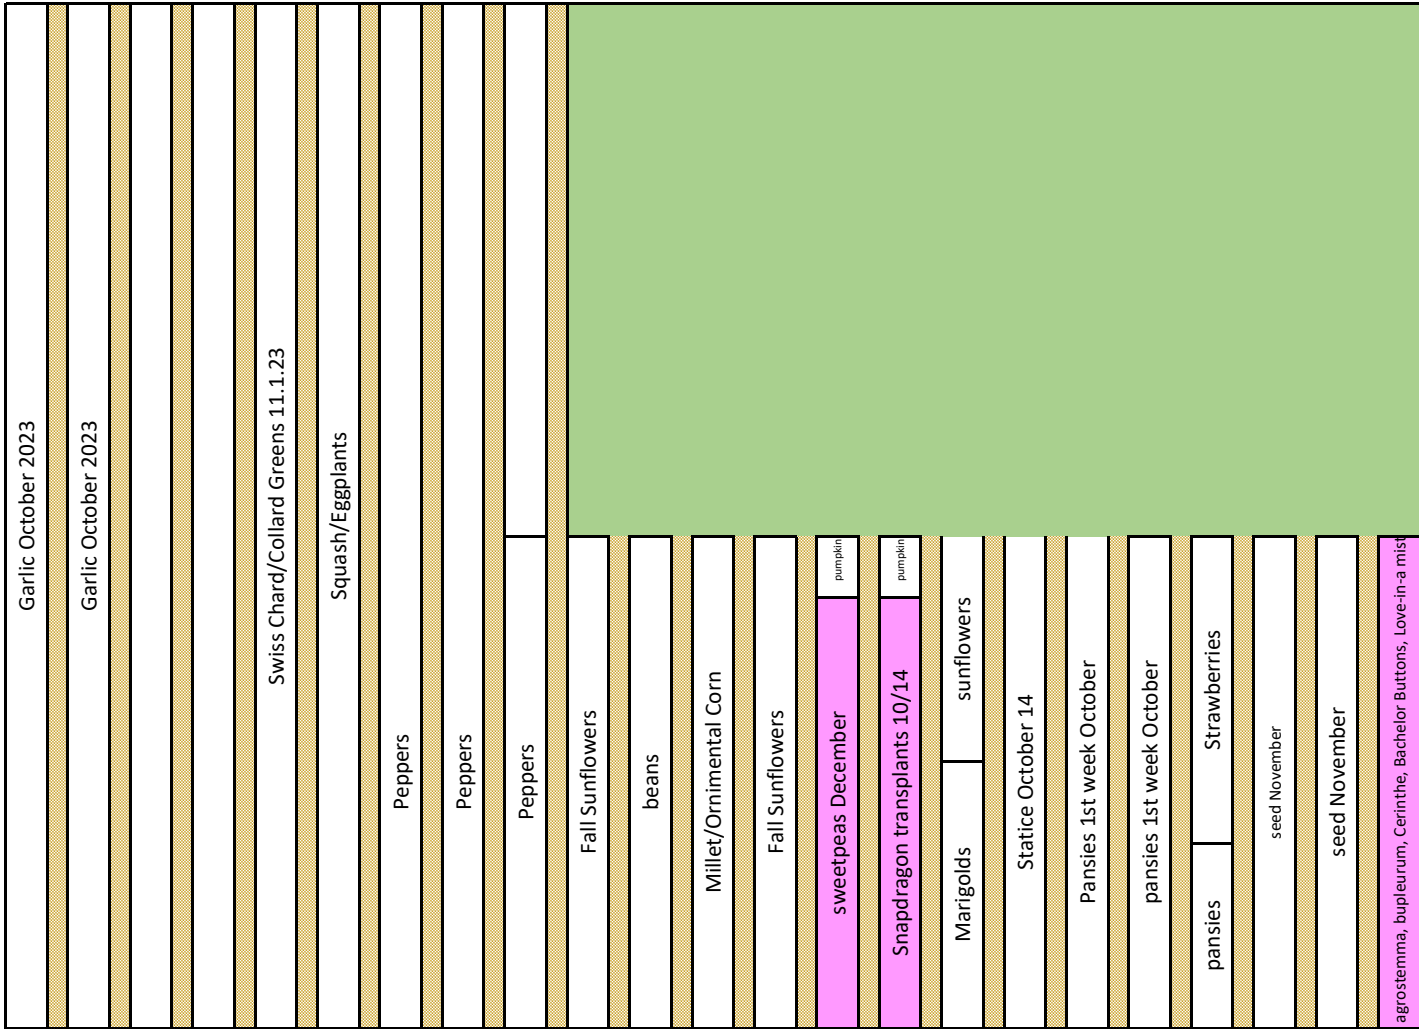 Garlic October 2023
Garlic October 2023
Swiss Chard/Collard Greens 11.1.23
Squash/Eggplants
Peppers
Peppers
Peppers
Fall Sunflowers
beans
Millet/Ornimental Corn
Fall Sunflowers
pumpkin
sweetpeas December
pumpkin
Snapdragon transplants 10/14
sunflowers
Marigolds
Statice October 14
Pansies 1st week October
pansies 1st week October
Strawberries
pansies
seed November
seed November
agrostemma, bupleurum, Cerinthe, Bachelor Buttons, Love-in-a mist